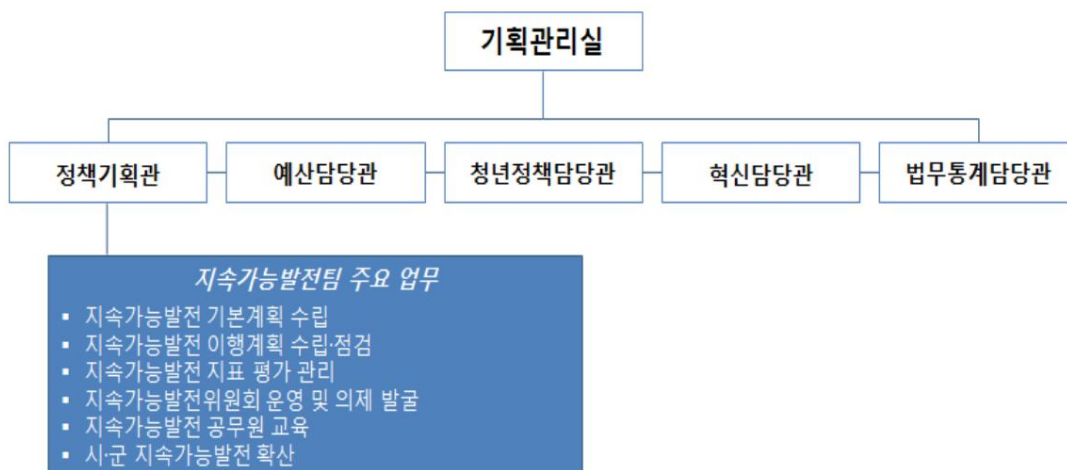 기획관리실
정책기획관
예산담당관
청년정책담당관
혁신담당관
법무통계담당관
지속가능발전팀 주요 업무
▪ 지속가능발전 기본계획 수립
▪ 지속가능발전 이행계획 수립·점검
▪ 지속가능발전 지표 평가 관리
▪ 지속가능발전위원회 운영 및 의제 발굴
▪ 지속가능발전 공무원 교육
▪ 시·군 지속가능발전 확산